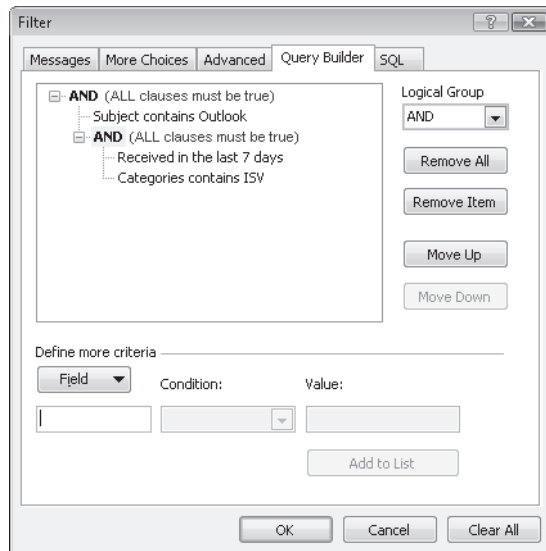 Filter
Messages More Choices Advanced Query Builder SQL
AND (ALL clauses must be true)
Subject contains Outlook
AND (ALL clauses must be true)
Received in the last 7 days
Categories contains ISV
Logical Group
AND
Remove All
Remove Item
Move Up
Move Down
Define more criteria
Field Condition: Value:
Add to List
OK Cancel Clear All